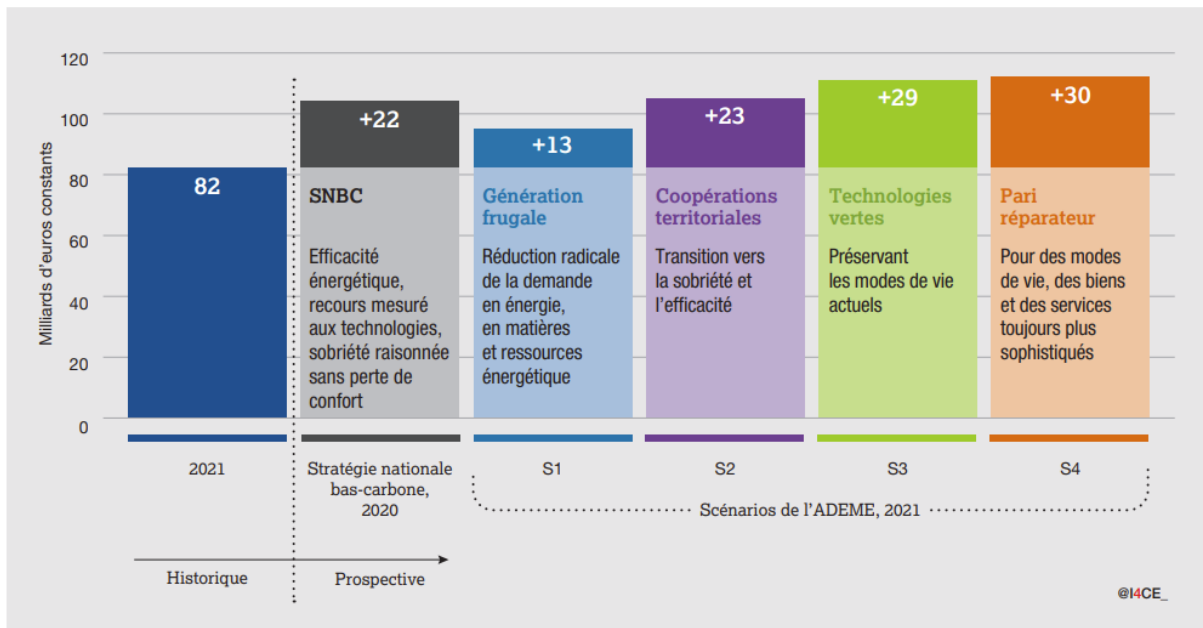 Milliards d'euros constants
120
100
80
60
40
20
0
82
+22
SNBC
Efficacité
énergétique,
recours mesuré
aux technologies,
sobriété raisonnée
sans perte de
confort
+13
Génération
frugale
Réduction radicale
de la demande
en énergie,
en matières
et ressources
énergétique
+23
Coopérations
territoriales
Transition vers
la sobriété et
l'efficacité
+29
Technologies
vertes
Préservant
les modes de vie
actuels
+30
Pari
réparateur
Pour des modes
de vie, des biens
et des services
toujours plus
sophistiqués
2021
Stratégie nationale
bas-carbone,
2020
S1
S2
S3
S4
Scénarios de l'ADEME, 2021
Historique
Prospective
@I4CE_